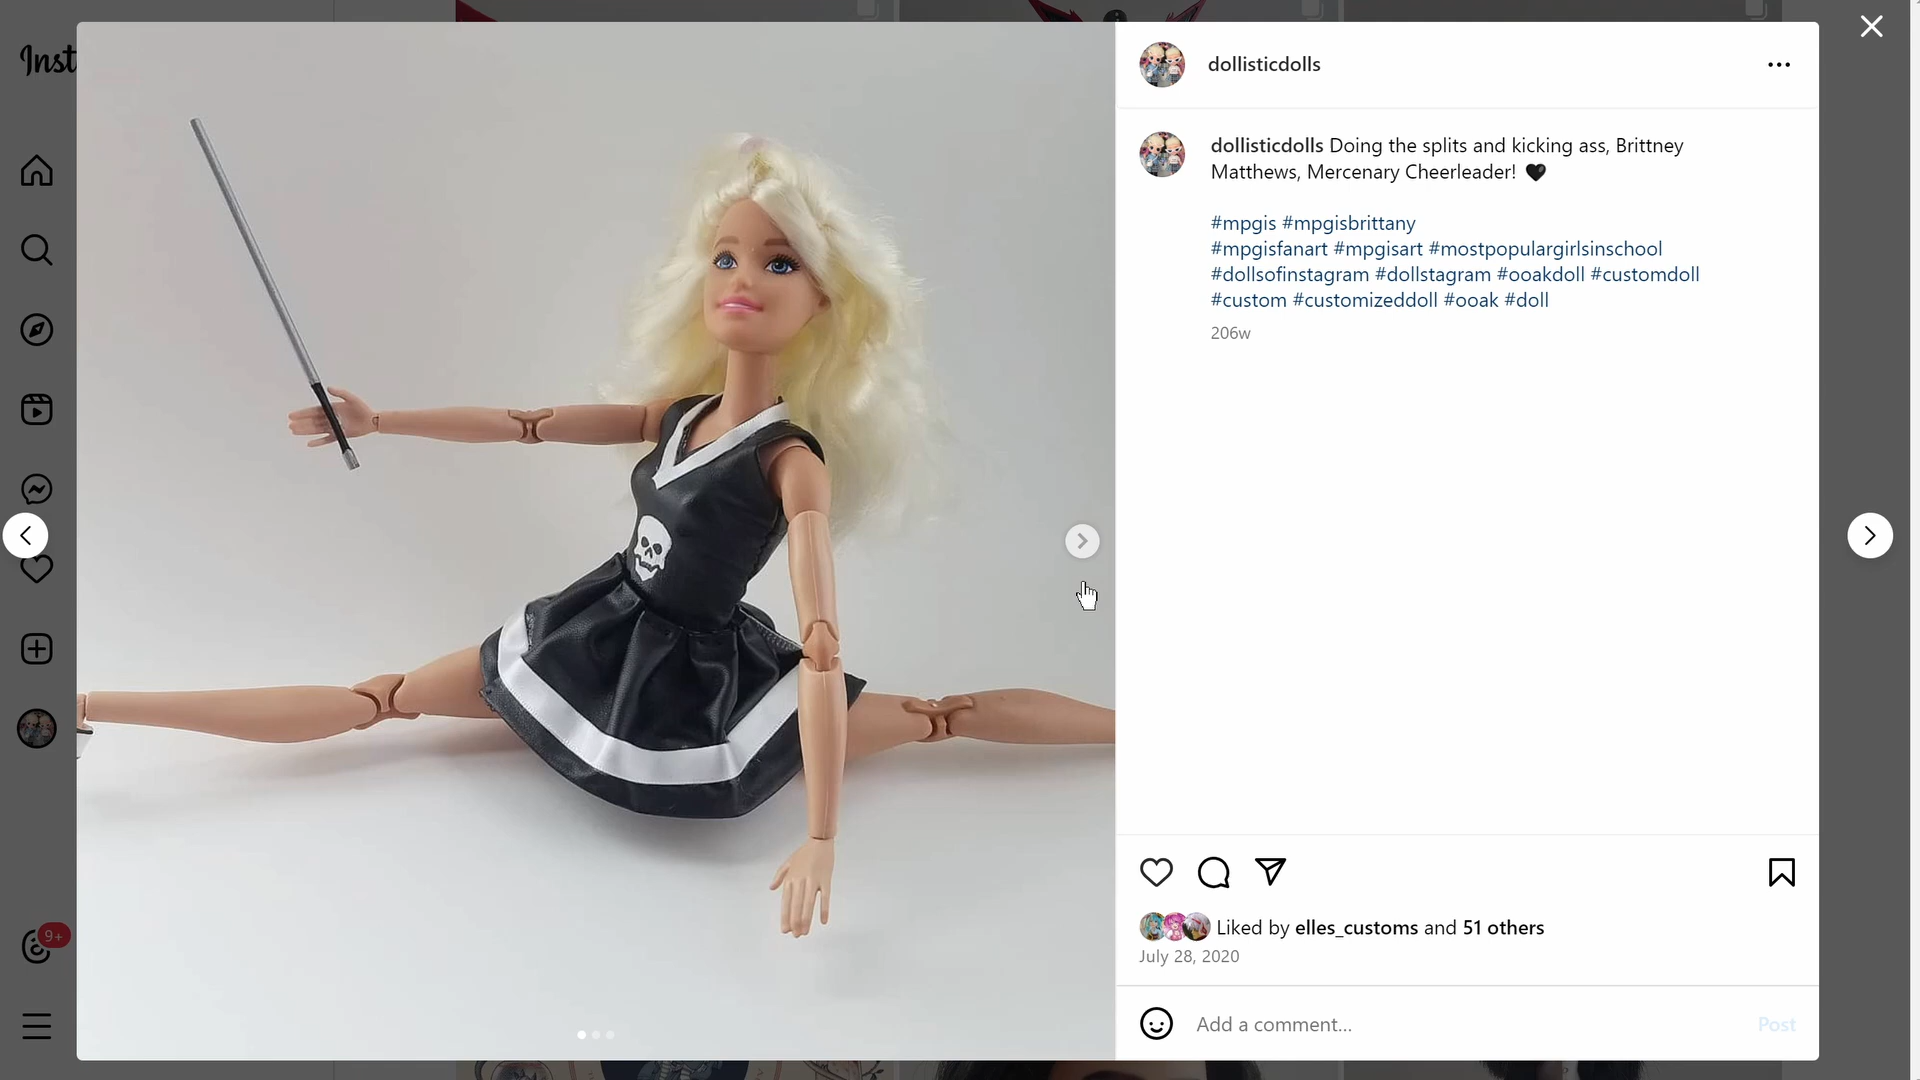 Inst
dollisticdolls
dollisticdolls Doing the splits and kicking ass, Brittney
Matthews, Mercenary Cheerleader! 🖤
#mpgis #mpgisbrittany
#mpgisfanart #mpgisart #mostpopulargirlsinschool
#dollsofinstagram #dollstagram #ooakdoll #customdoll
#custom #customizeddoll #ooak #doll
206w
9+
Liked by elles_customs and 51 others
July 28, 2020
Add a comment...
Post